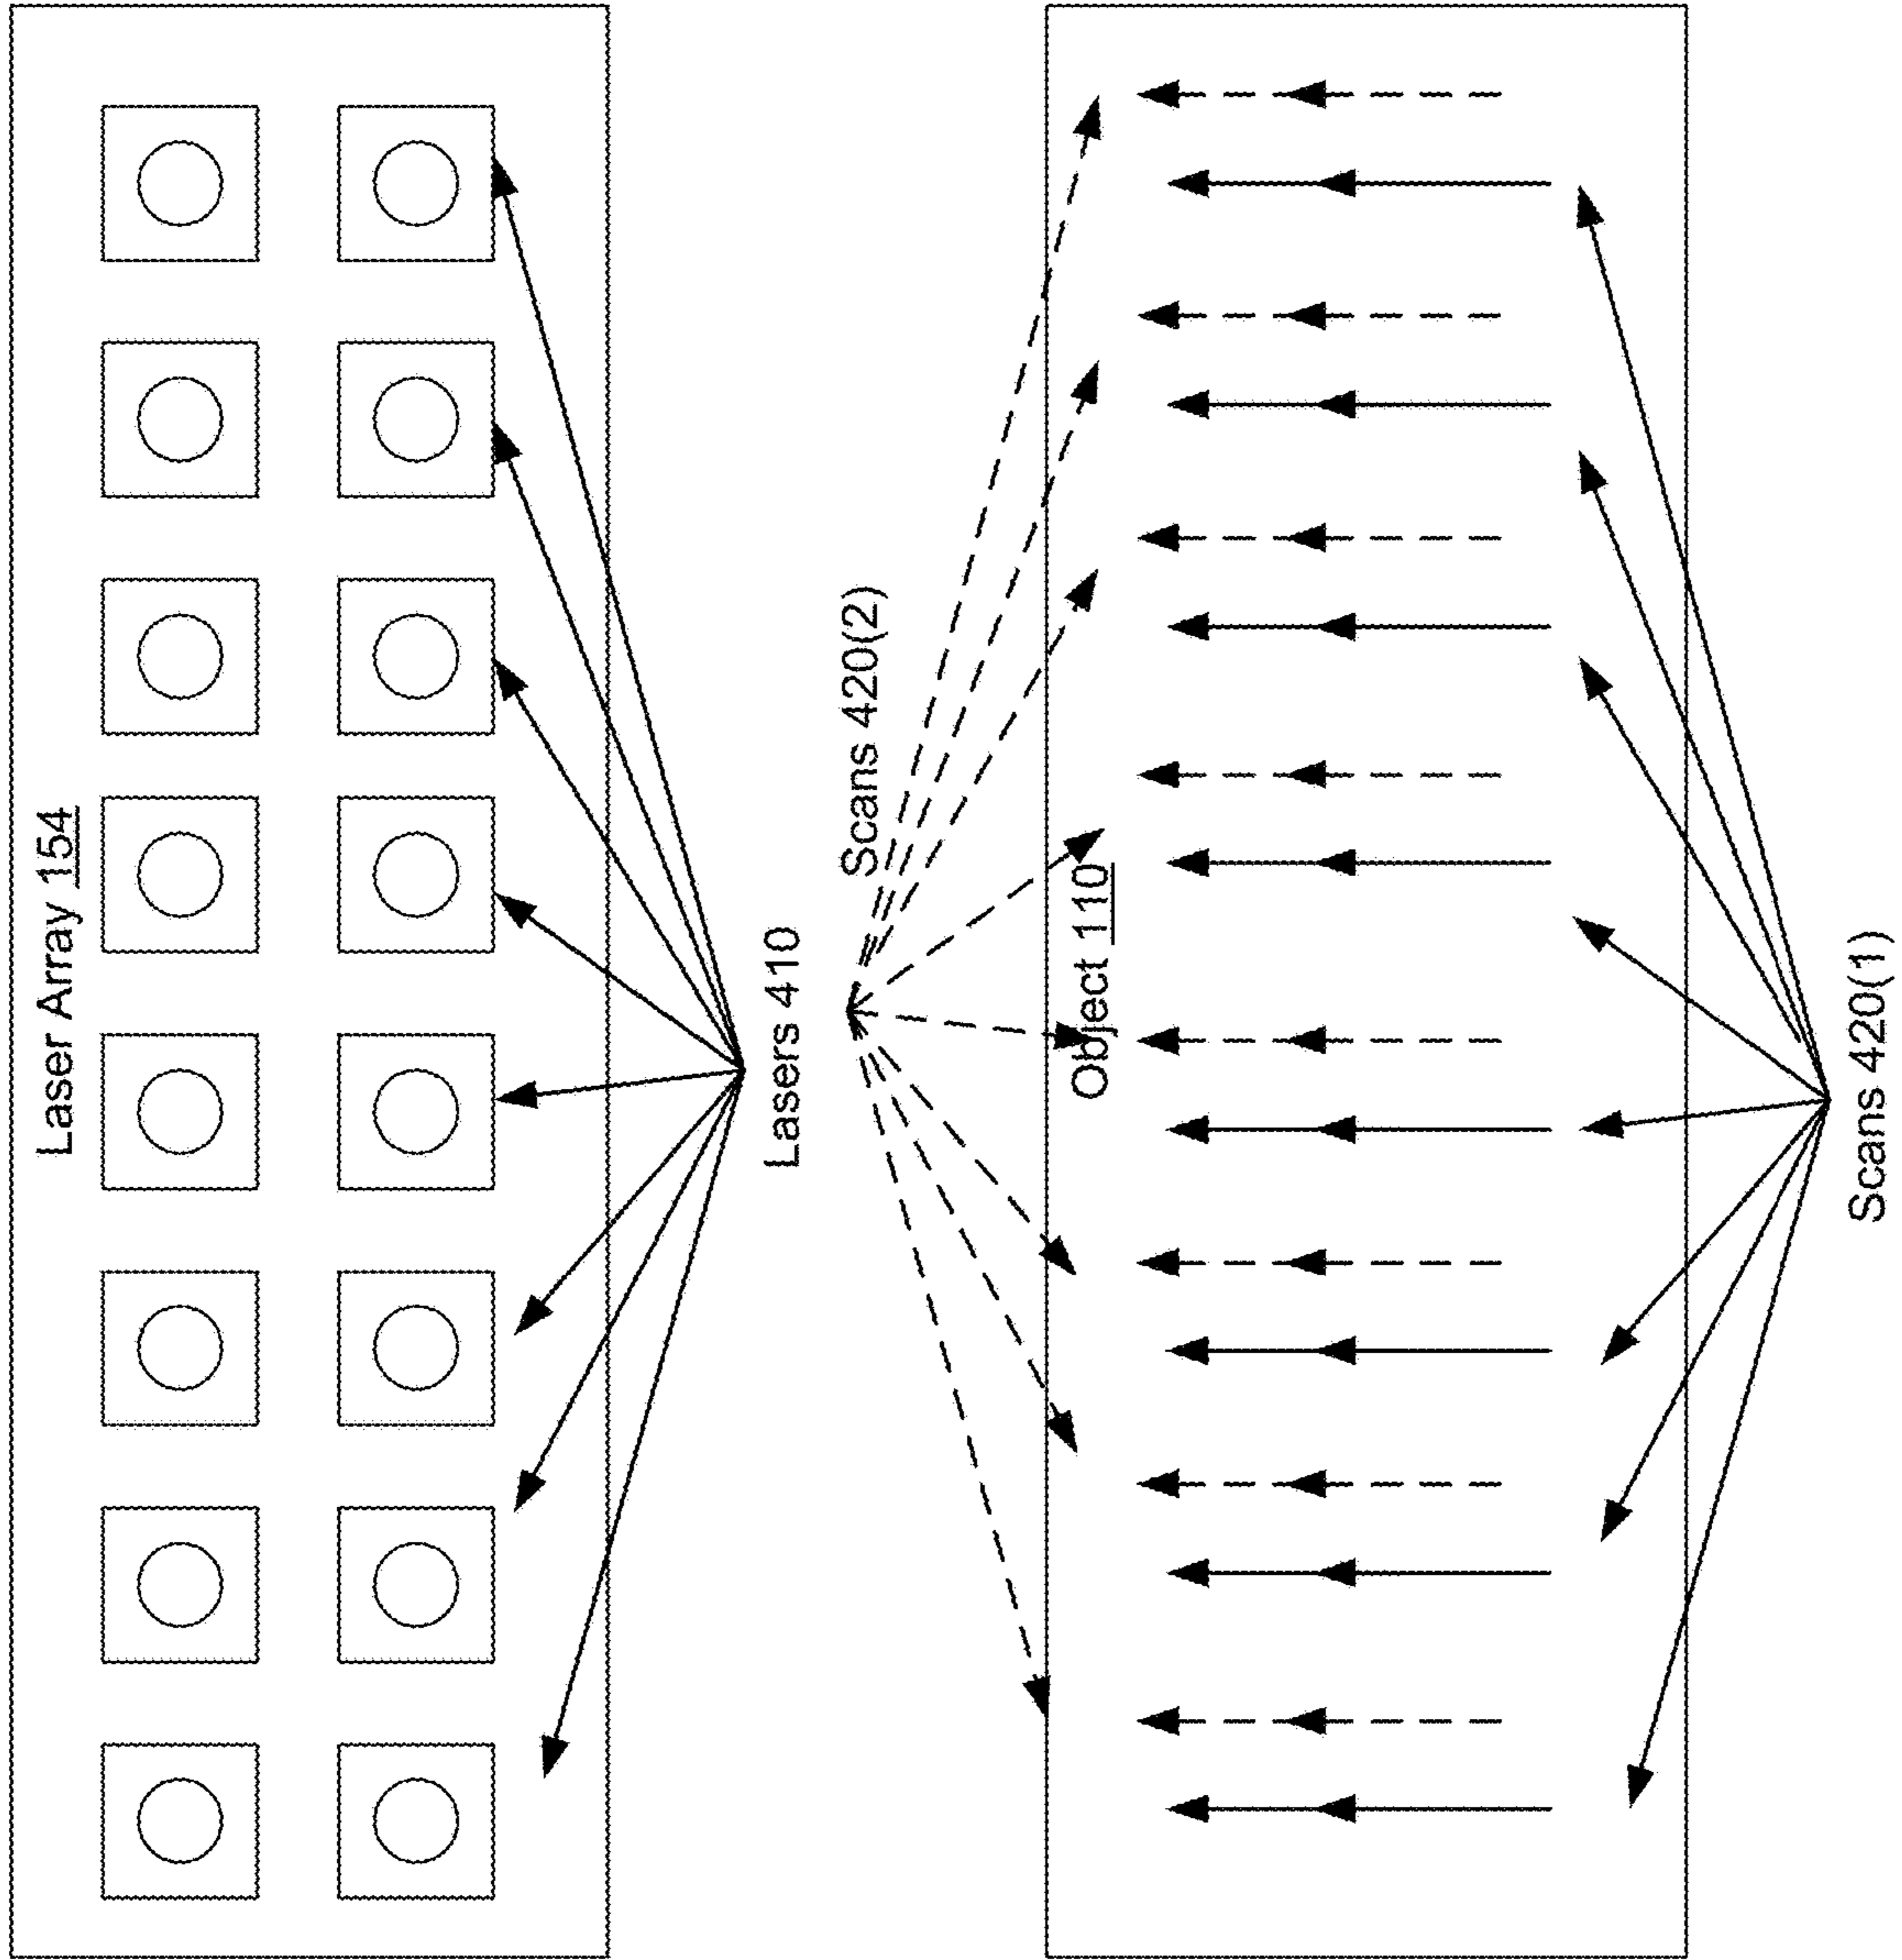 Laser Array 154
Lasers 410
Scans 420(2)
Object 110
Scans 420(1)